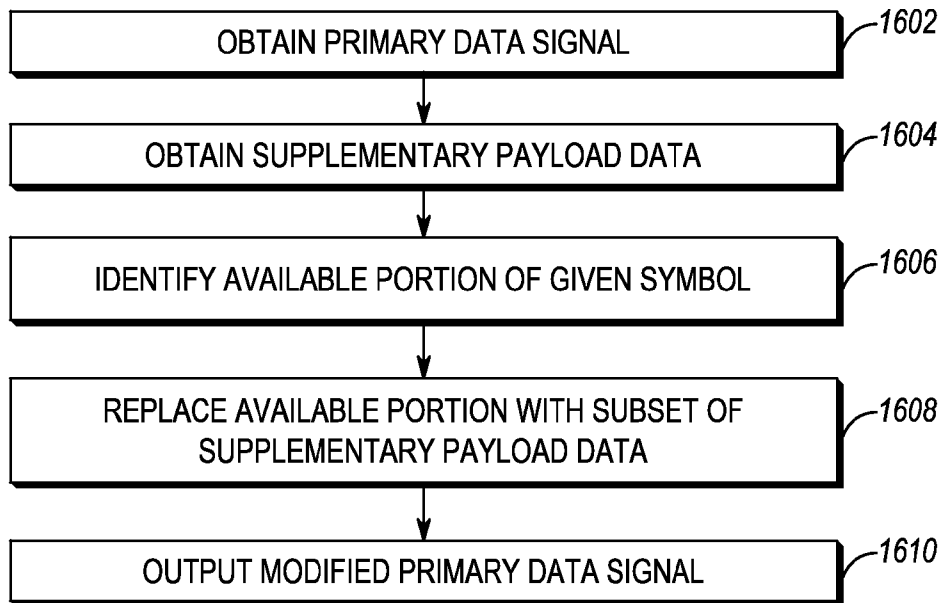 OBTAIN PRIMARY DATA SIGNAL
1602
OBTAIN SUPPLEMENTARY PAYLOAD DATA
1604
IDENTIFY AVAILABLE PORTION OF GIVEN SYMBOL
1606
REPLACE AVAILABLE PORTION WITH SUBSET OF
SUPPLEMENTARY PAYLOAD DATA
1608
OUTPUT MODIFIED PRIMARY DATA SIGNAL
1610